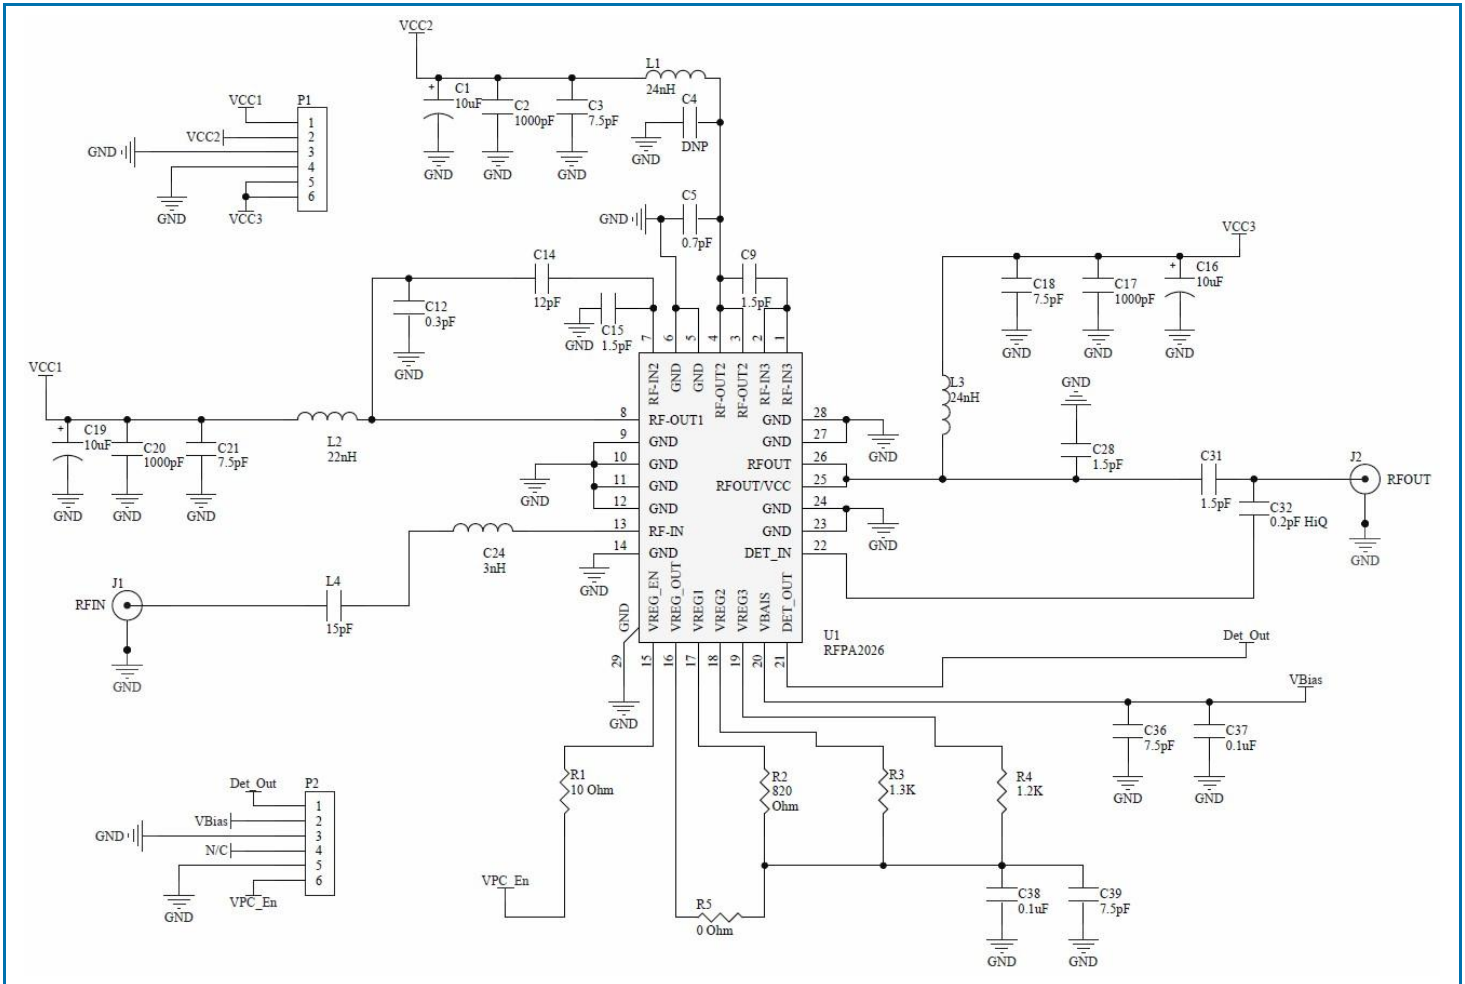 VCC2
L1
24nH
C1
10uF
C2
1000pF
C3
7.5pF
C4
DNP
GND
GND
GND
GND
VCC1
P1
1
VCC2
2
GND
3
4
5
6
GND
VCC3
GND
C5
0.7pF
VCC3
C14
12pF
C9
1.5pF
C12
0.3pF
C15
1.5pF
GND
GND
C18
7.5pF
C17
1000pF
C16
10uF
GND
GND
GND
7
6
5
4
3
2
1
RF-IN2
GND
GND
RF-OUT2
RF-OUT2
RF-IN3
RF-IN3
VCC1
L3
24nH
GND
C19
10uF
C20
1000pF
C21
7.5pF
L2
22nH
GND
GND
GND
8
RF-OUT1
9
GND
10
GND
11
GND
12
GND
13
RF-IN
14
GND
GND
GND
GND
28
GND
27
RFOUT
26
RFOUT/VCC
25
GND
24
GND
23
DET_IN
22
GND
GND
C28
1.5pF
C31
1.5pF
J2
RFOUT
C32
0.2pF HiQ
GND
C24
3nH
J1
RFIN
L4
15pF
GND
GND
VREG_EN
VREG_OUT
VREG1
VREG2
VREG3
VBAIS
DET_OUT
29
15
16
17
18
19
20
21
U1
RFPA2026
GND
Det_Out
VBias
C36
7.5pF
C37
0.1uF
GND
GND
R1
10 Ohm
R2
820
Ohm
R3
1.3K
R4
1.2K
Det_Out
P2
1
VBias
2
GND
3
N/C
4
5
6
GND
VPC_En
VPC_En
R5
0 Ohm
C38
0.1uF
C39
7.5pF
GND
GND